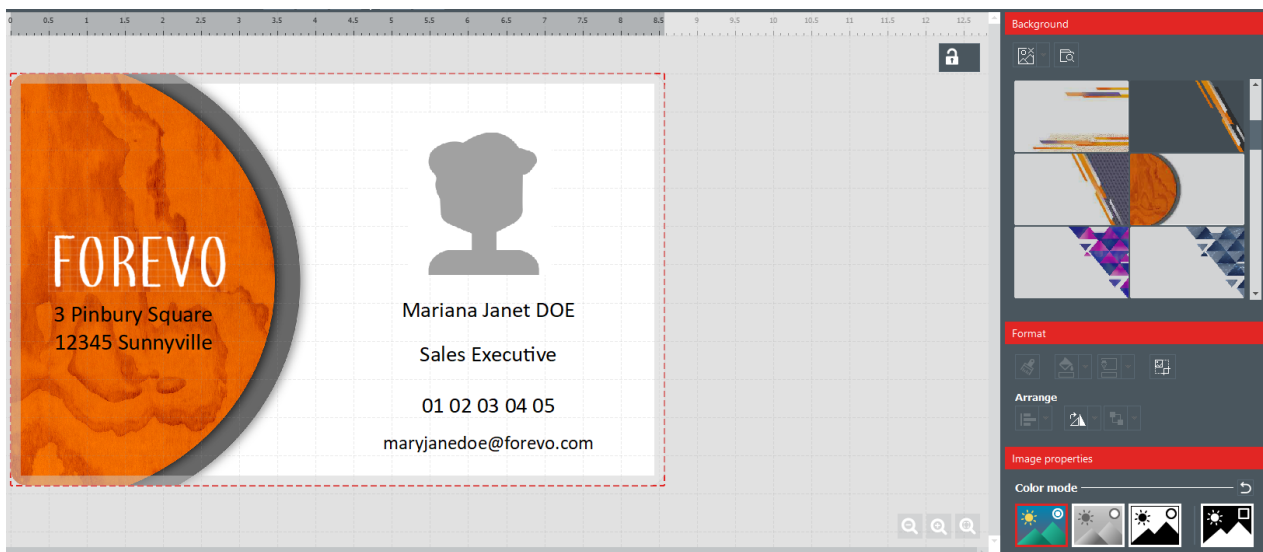 0 0.5 1 1.5 2 2.5 3 3.5 4 4.5 5 5.5 6 6.5 7 7.5 8 8.5 9 9.5 10 10.5 11 11.5 12 12.5
Background
FOREVO
3 Pinbury Square
12345 Sunnyville
Mariana Janet DOE
Sales Executive
01 02 03 04 05
maryjanedoe@forevo.com
Format
Arrange
Image properties
Color mode